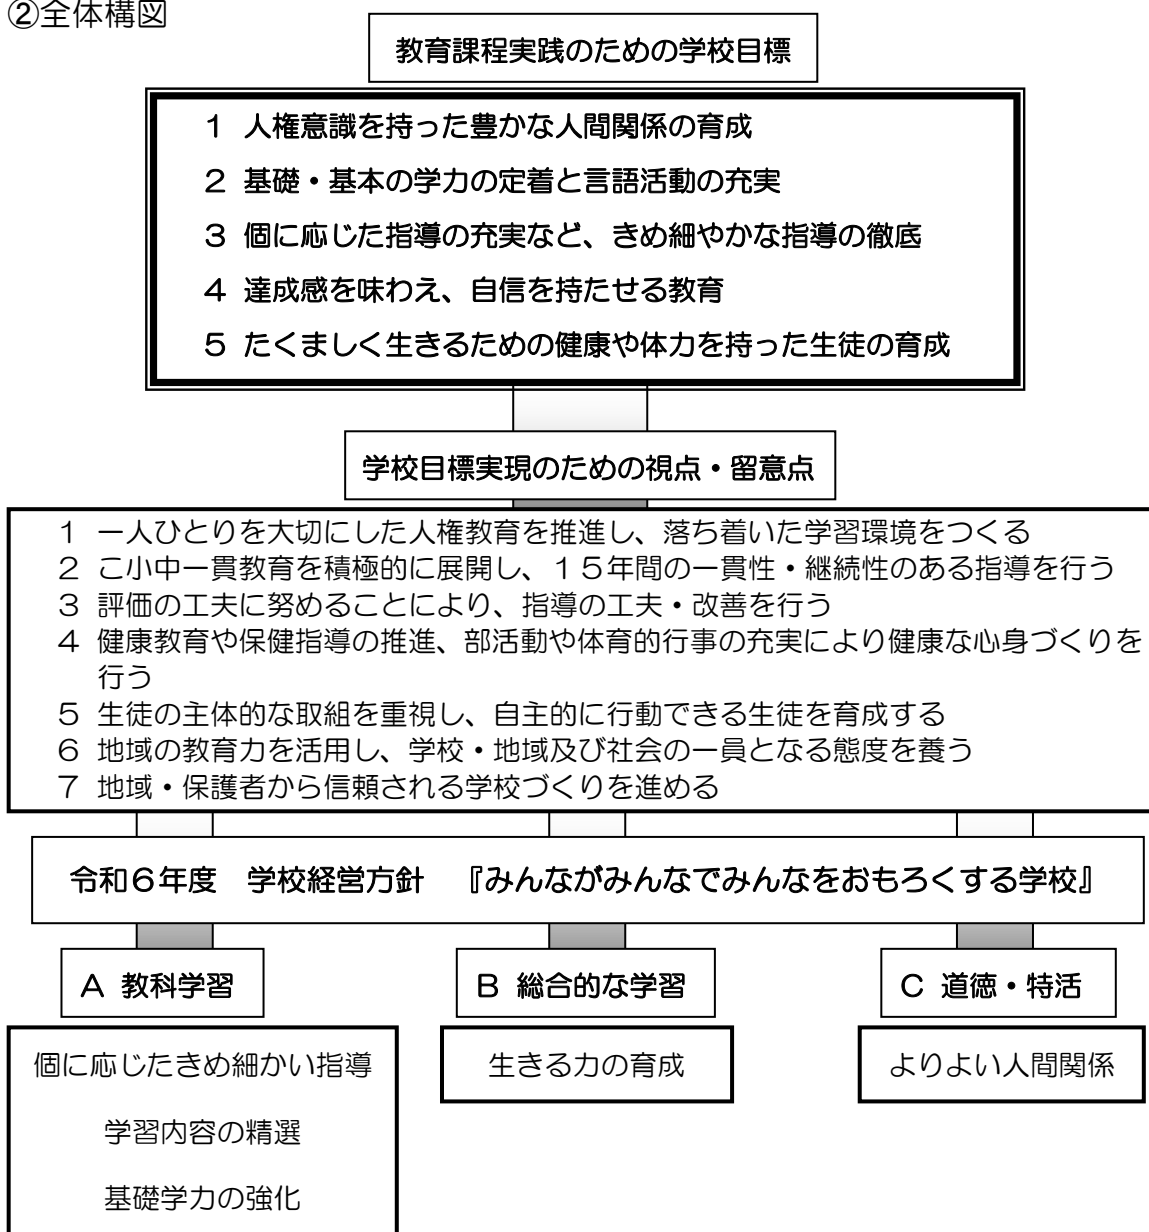 ②全体構図
教育課程実践のための学校目標
１ 人権意識を持った豊かな人間関係の育成
２ 基礎・基本の学力の定着と言語活動の充実
３ 個に応じた指導の充実など、きめ細やかな指導の徹底
４ 達成感を味わえ、自信を持たせる教育
５ たくましく生きるための健康や体力を持った生徒の育成
学校目標実現のための視点・留意点
１ 一人ひとりを大切にした人権教育を推進し、落ち着いた学習環境をつくる
２ こ小中一貫教育を積極的に展開し、１５年間の一貫性・継続性のある指導を行う
３ 評価の工夫に努めることにより、指導の工夫・改善を行う
４ 健康教育や保健指導の推進、部活動や体育的行事の充実により健康な心身づくりを
行う
５ 生徒の主体的な取組を重視し、自主的に行動できる生徒を育成する
６ 地域の教育力を活用し、学校・地域及び社会の一員となる態度を養う
７ 地域・保護者から信頼される学校づくりを進める
令和６年度　学校経営方針　『みんながみんなでみんなをおもろくする学校』
A 教科学習
B 総合的な学習
C 道徳・特活
個に応じたきめ細かい指導
生きる力の育成
よりよい人間関係
学習内容の精選
基礎学力の強化